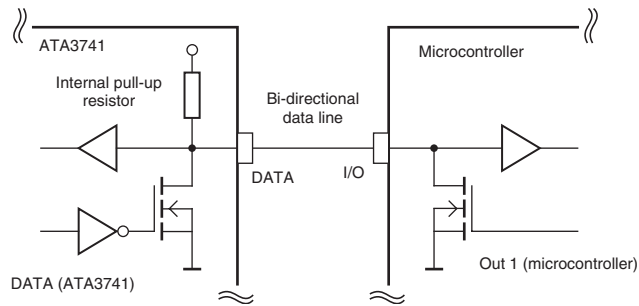 ATA3741
Microcontroller
Internal pull-up
resistor
Bi-directional
data line
DATA
I/O
DATA (ATA3741)
Out 1 (microcontroller)